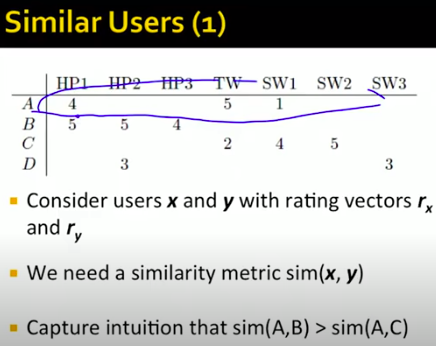 Similar Users (1)
HP1 HP2 HP3 TW SW1 SW2 SW3
A 4 5 1
B 5 5 4
C 2 4 5
D 3 3
Consider users x and y with rating vectors rx
and ry
We need a similarity metric sim(x, y)
Capture intuition that sim(A,B) > sim(A,C)